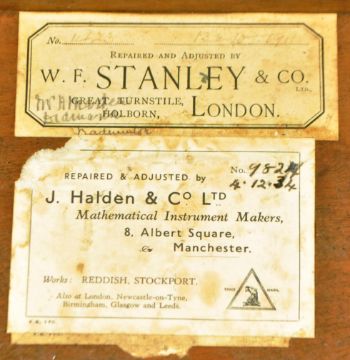 No.
REPAIRED AND ADJUSTED BY
W. F. STANLEY & CO. LTD.,
GREAT TURNSTILE,
HOLBORN, LONDON.
REPAIRED & ADJUSTED by No. 9824
4.12.34
J. Halden & Co LTD
Mathematical Instrument Makers,
8, Albert Square,
Manchester.
Works: REDDISH, STOCKPORT.
Also at London, Newcastle-on-Tyne,
Birmingham, Glasgow and Leeds.
TRADE MARK